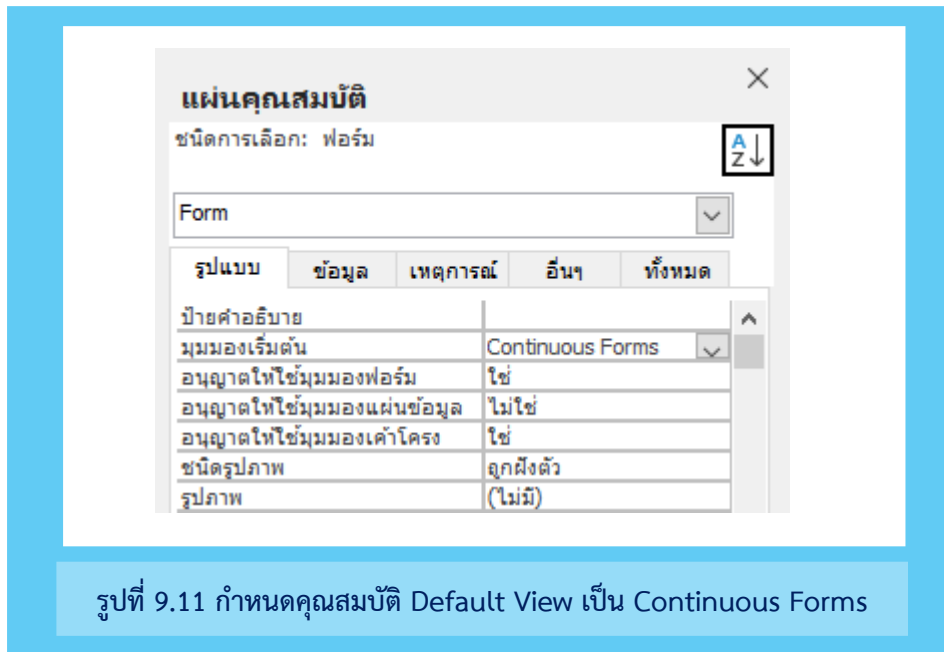 แผ่นคุณสมบัติ
ชนิดการเลือก: ฟอร์ม
Form
รูปแบบ ข้อมูล เหตุการณ์ อื่นๆ ทั้งหมด
ป้ายคำอธิบาย
มุมมองเริ่มต้น Continuous Forms
อนุญาตให้ใช้มุมมองฟอร์ม ใช่
อนุญาตให้ใช้มุมมองแผ่นข้อมูล ไม่ใช่
อนุญาตให้ใช้มุมมองเค้าโครง ใช่
ชนิดรูปภาพ ถูกฝังตัว
รูปภาพ (ไม่มี)
รูปที่ 9.11 กำหนดคุณสมบัติ Default View เป็น Continuous Forms